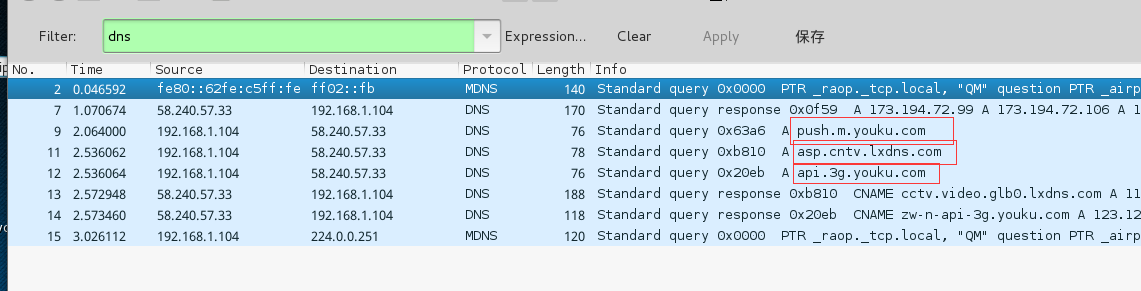 Filter: dns Expression... Clear Apply 保存
No. Time Source Destination Protocol Length Info
2 0.046592 fe80::62fe:c5ff:fe ff02::fb MDNS 140 Standard query 0x0000 PTR _raop._tcp.local, "QM" question PTR _airp
7 1.070674 58.240.57.33 192.168.1.104 DNS 170 Standard query response 0x0f59 A 173.194.72.99 A 173.194.72.106 A 1
9 2.064000 192.168.1.104 58.240.57.33 DNS 76 Standard query 0x63a6 A push.m.youku.com
11 2.536062 192.168.1.104 58.240.57.33 DNS 78 Standard query 0xb810 A asp.cntv.lxdns.com
12 2.536064 192.168.1.104 58.240.57.33 DNS 76 Standard query 0x20eb A api.3g.youku.com
13 2.572948 58.240.57.33 192.168.1.104 DNS 188 Standard query response 0xb810 CNAME cctv.video.glb0.lxdns.com A 11
14 2.573460 58.240.57.33 192.168.1.104 DNS 118 Standard query response 0x20eb CNAME zw-n-api-3g.youku.com A 123.12
15 3.026112 192.168.1.104 224.0.0.251 MDNS 120 Standard query 0x0000 PTR _raop._tcp.local, "QM" question PTR _airp